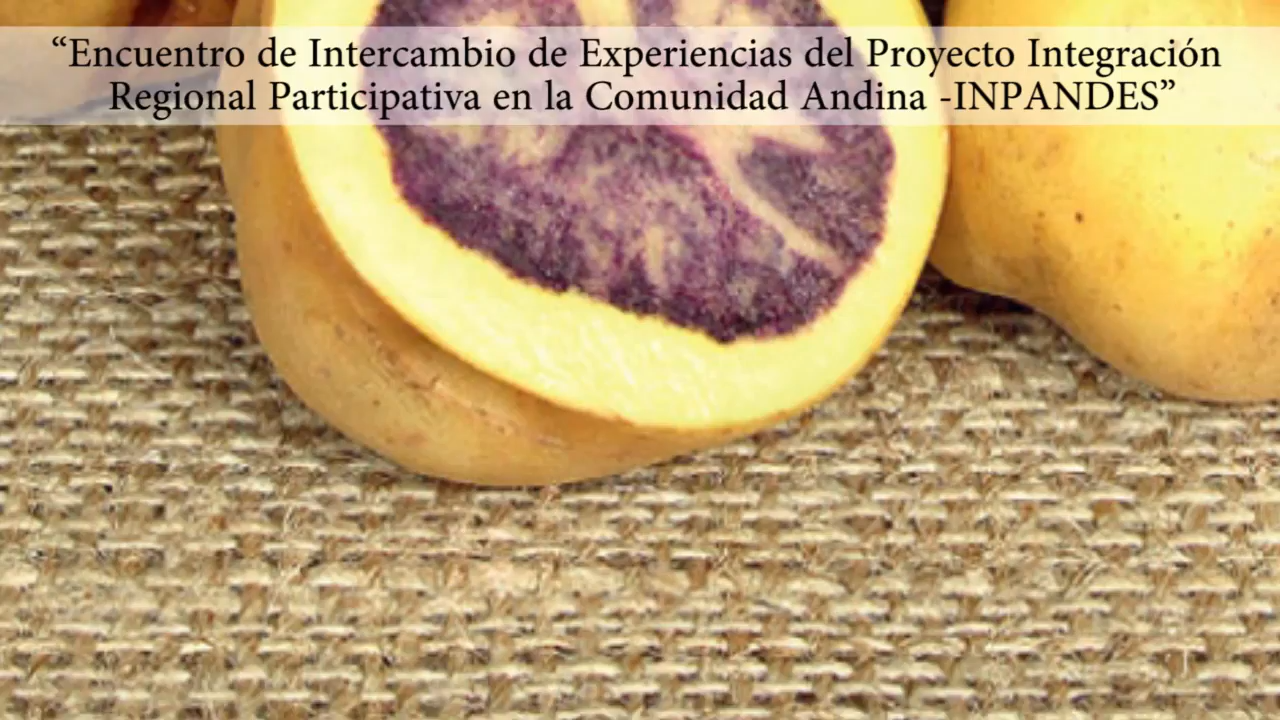 “Encuentro de Intercambio de Experiencias del Proyecto Integración
Regional Participativa en la Comunidad Andina -INPANDES”